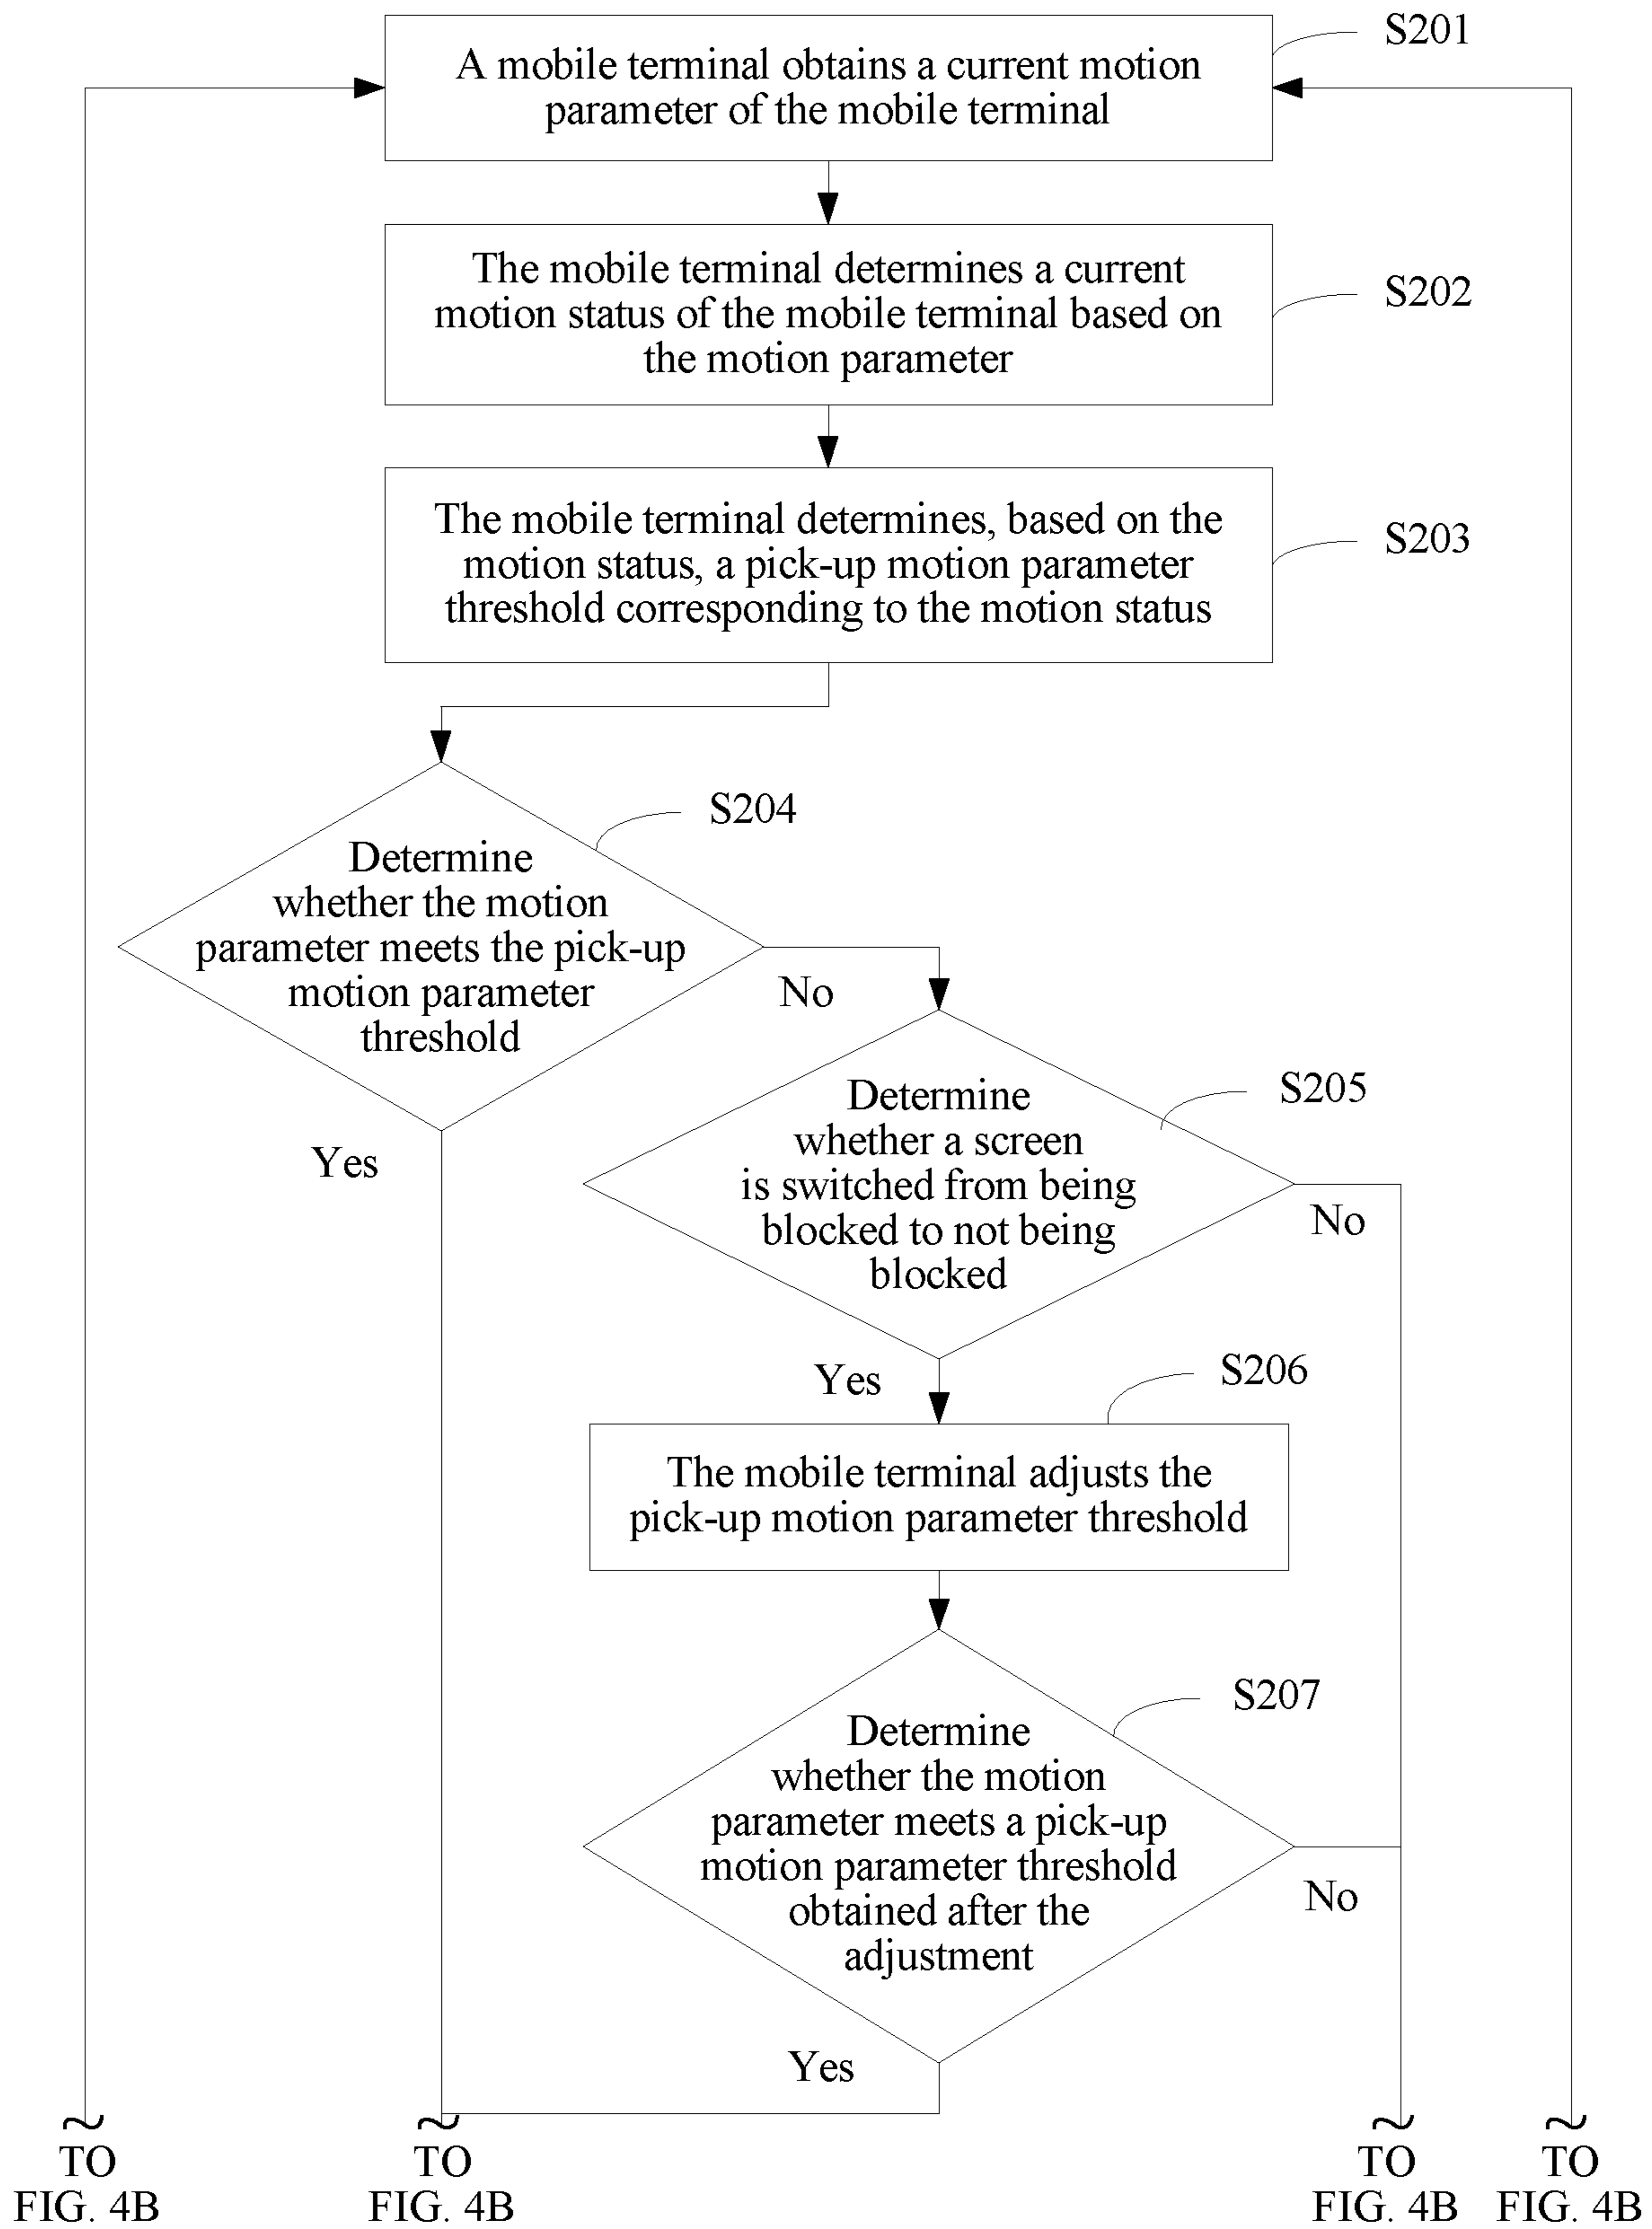 S201
A mobile terminal obtains a current motion
parameter of the mobile terminal
The mobile terminal determines a current
motion status of the mobile terminal based on
the motion parameter
S202
The mobile terminal determines, based on the
motion status, a pick-up motion parameter
threshold corresponding to the motion status
S203
S204
Determine
whether the motion
parameter meets the pick-up
motion parameter
threshold
No
Yes
S205
Determine
whether a screen
is switched from being
blocked to not being
blocked
No
Yes
S206
The mobile terminal adjusts the
pick-up motion parameter threshold
S207
Determine
whether the motion
parameter meets a pick-up
motion parameter threshold
obtained after the
adjustment
No
Yes
TO
FIG. 4B
TO
FIG. 4B
TO
FIG. 4B
TO
FIG. 4B